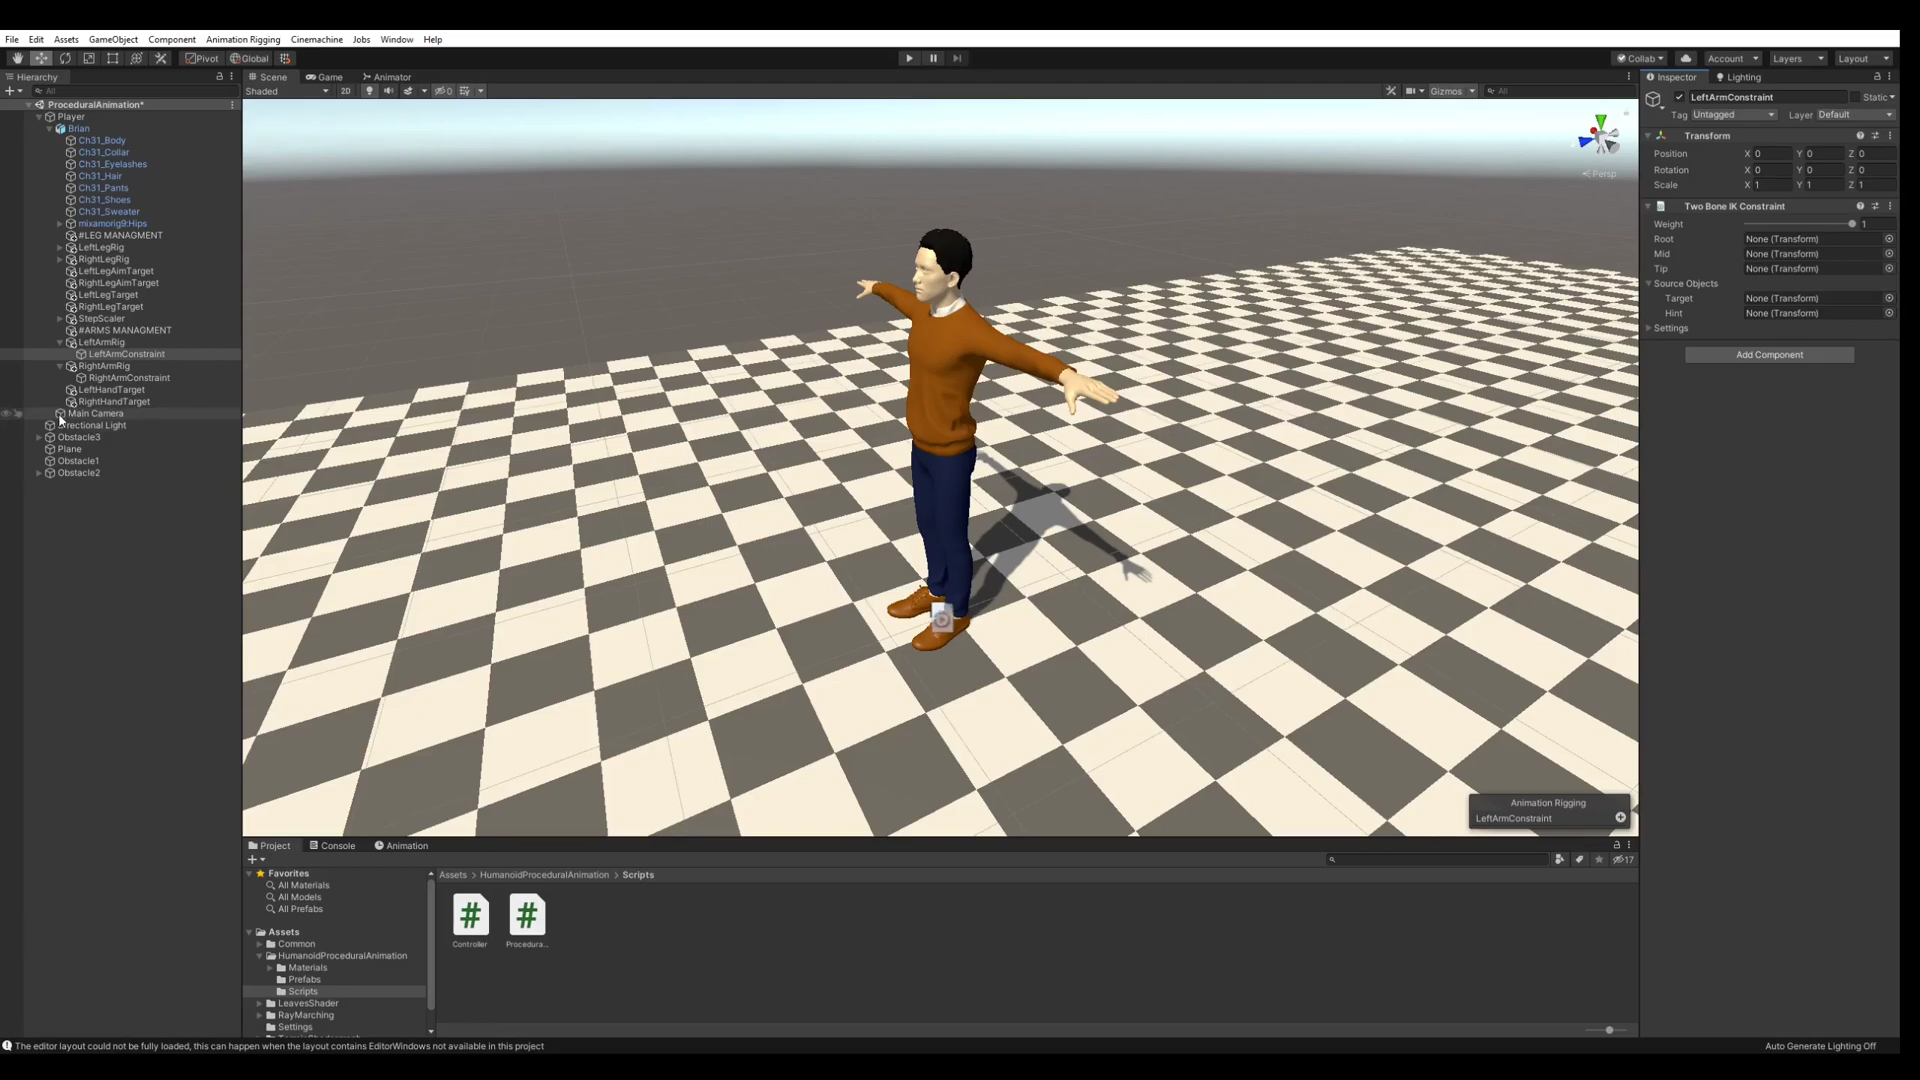 File Edit Assets GameObject Component Animation Rigging Cinemachine Jobs Window Help
Pivot Global Collab Account Layers Layout
Hierarchy Scene Game Animator Inspector Lighting
All Shaded 2D 0 Gizmos All LeftArmConstraint Static
Tag Untagged Layer Default
ProceduralAnimation*
Player
Brian
Ch31_Body
Ch31_Collar
Ch31_Eyelashes
Ch31_Hair
Ch31_Pants
Ch31_Shoes
Ch31_Sweater
mixamorig9:Hips
#LEG MANAGMENT
LeftLegRig
RightLegRig
LeftLegAimTarget
RightLegAimTarget
LeftLegTarget
RightLegTarget
StepScaler
#ARMS MANAGMENT
LeftArmRig
LeftArmConstraint
RightArmRig
RightArmConstraint
LeftHandTarget
RightHandTarget
Main Camera
rectional Light
Obstacle3
Plane
Obstacle1
Obstacle2
Persp
Transform
Position X 0 Y 0 Z 0
Rotation X 0 Y 0 Z 0
Scale X 1 Y 1 Z 1
Two Bone IK Constraint
Weight 1
Root None (Transform)
Mid None (Transform)
Tip None (Transform)
Source Objects
Target None (Transform)
Hint None (Transform)
Settings
Add Component
Animation Rigging
LeftArmConstraint
Project Console Animation
17
Favorites
All Materials
All Models
All Prefabs
Assets
Common
HumanoidProceduralAnimation
Materials
Prefabs
Scripts
LeavesShader
RayMarching
Settings
Assets > HumanoidProceduralAnimation > Scripts
# #
Controller Procedura...
The editor layout could not be fully loaded, this can happen when the layout contains EditorWindows not available in this project
Auto Generate Lighting Off